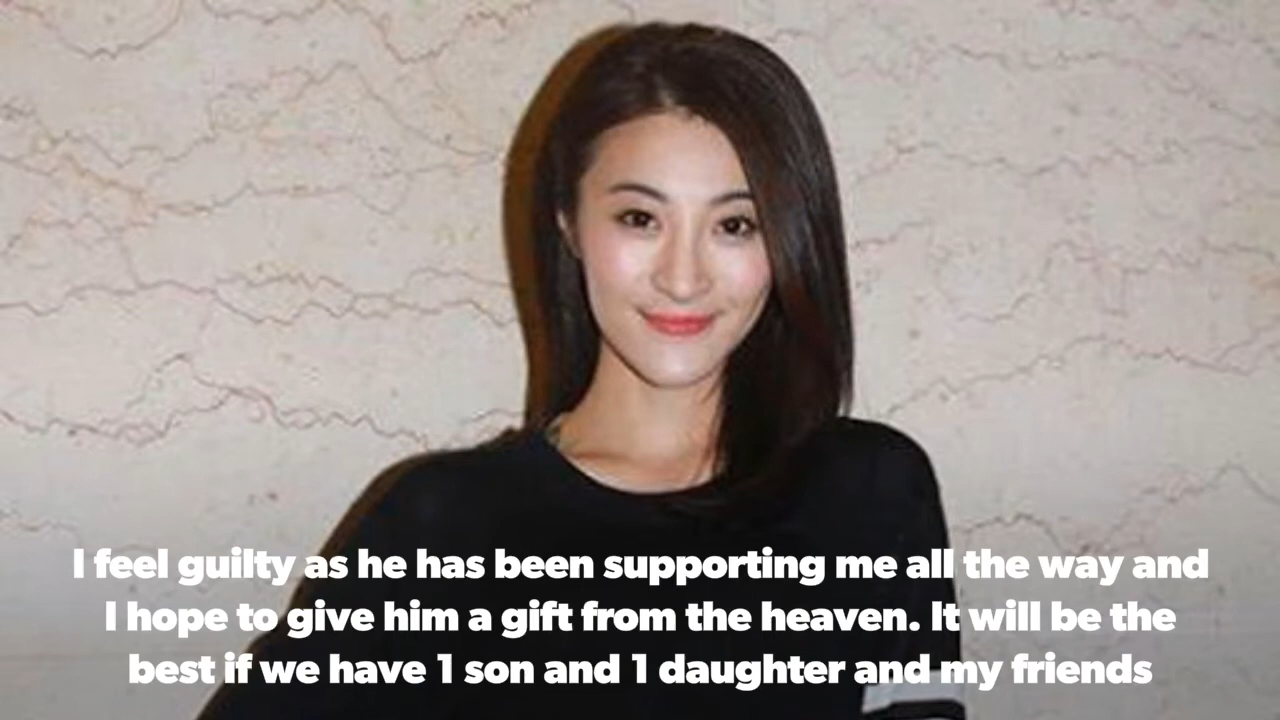 I feel guilty as he has been supporting me all the way and
I hope to give him a gift from the heaven. It will be the
best if we have 1 son and 1 daughter and my friends